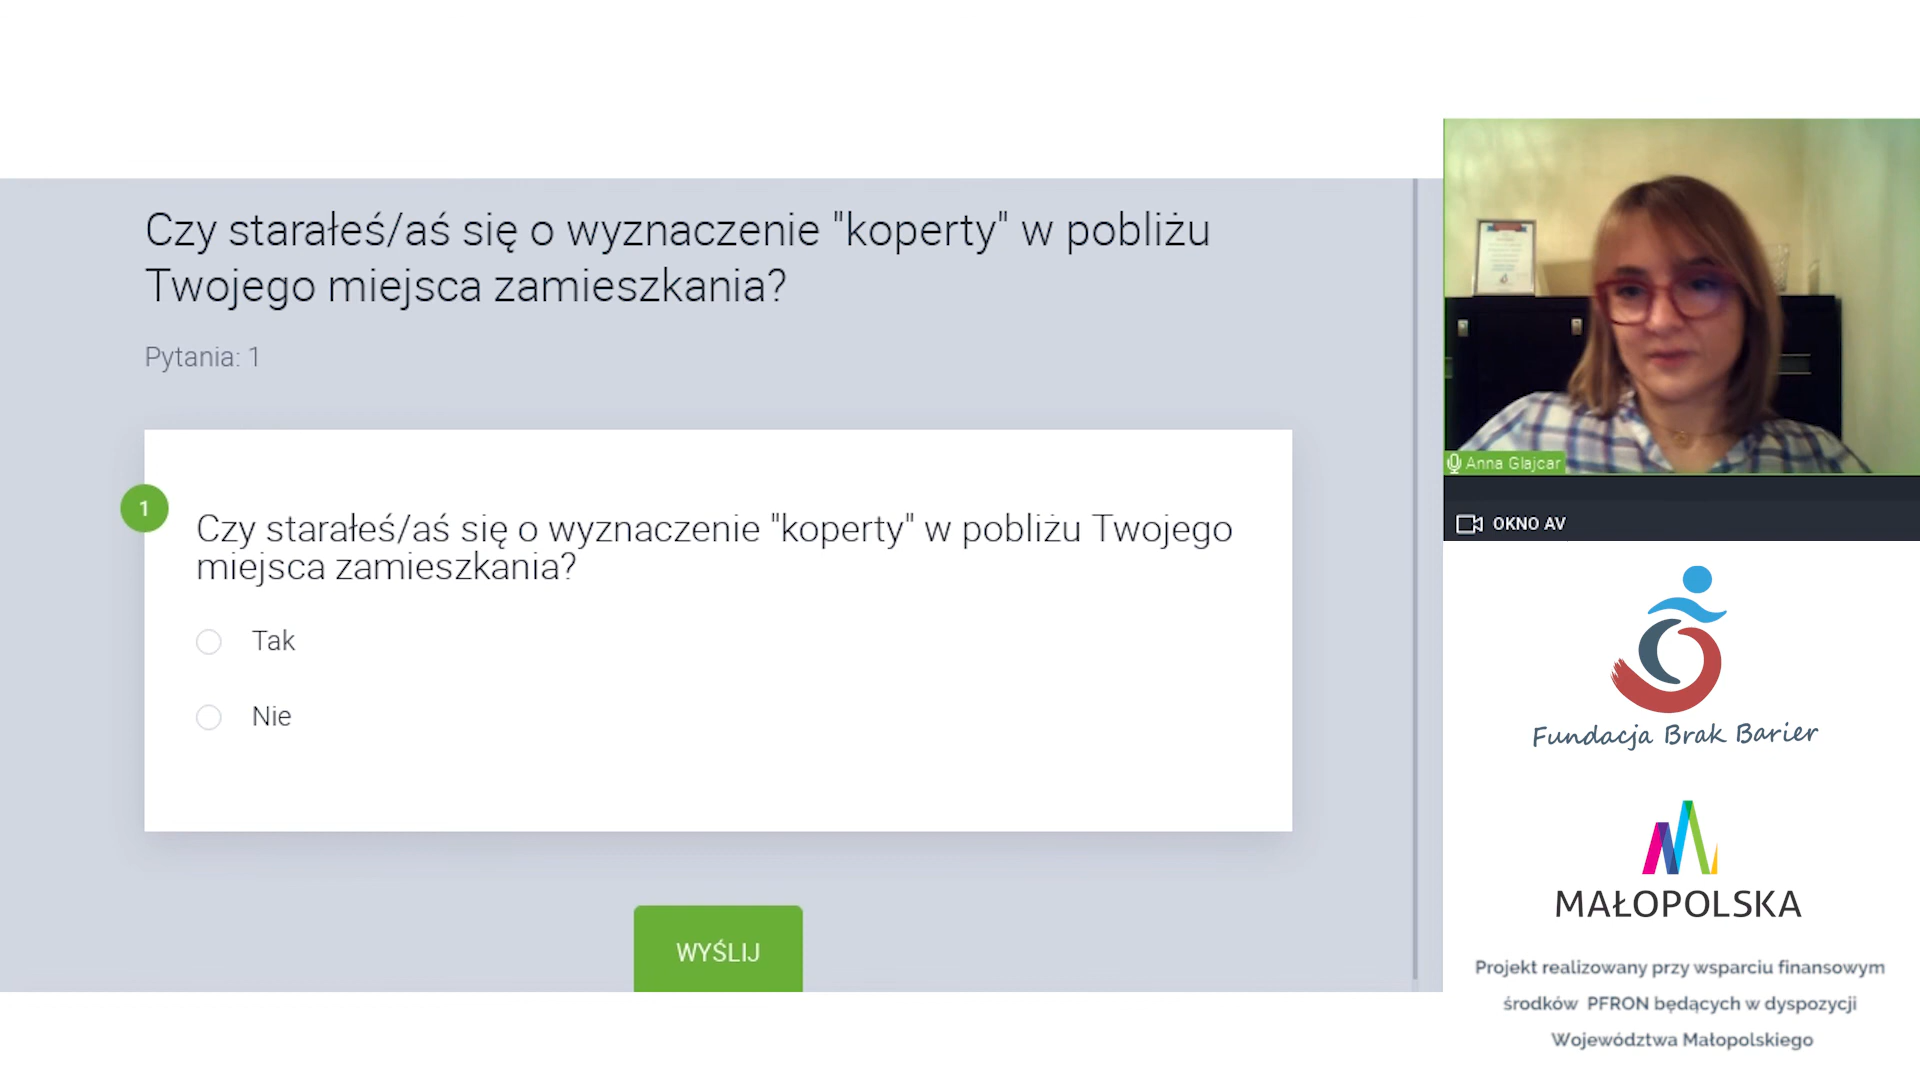 Czy starałeś/aś się o wyznaczenie "koperty" w pobliżu
Twojego miejsca zamieszkania?
Pytania: 1
1
Czy starałeś/aś się o wyznaczenie "koperty" w pobliżu Twojego
miejsca zamieszkania?
Tak
Nie
WYŚLIJ
Anna Glajcar
OKNO AV
Fundacja Brak Barier
MAŁOPOLSKA
Projekt realizowany przy wsparciu finansowym
środków PFRON będących w dyspozycji
Województwa Małopolskiego